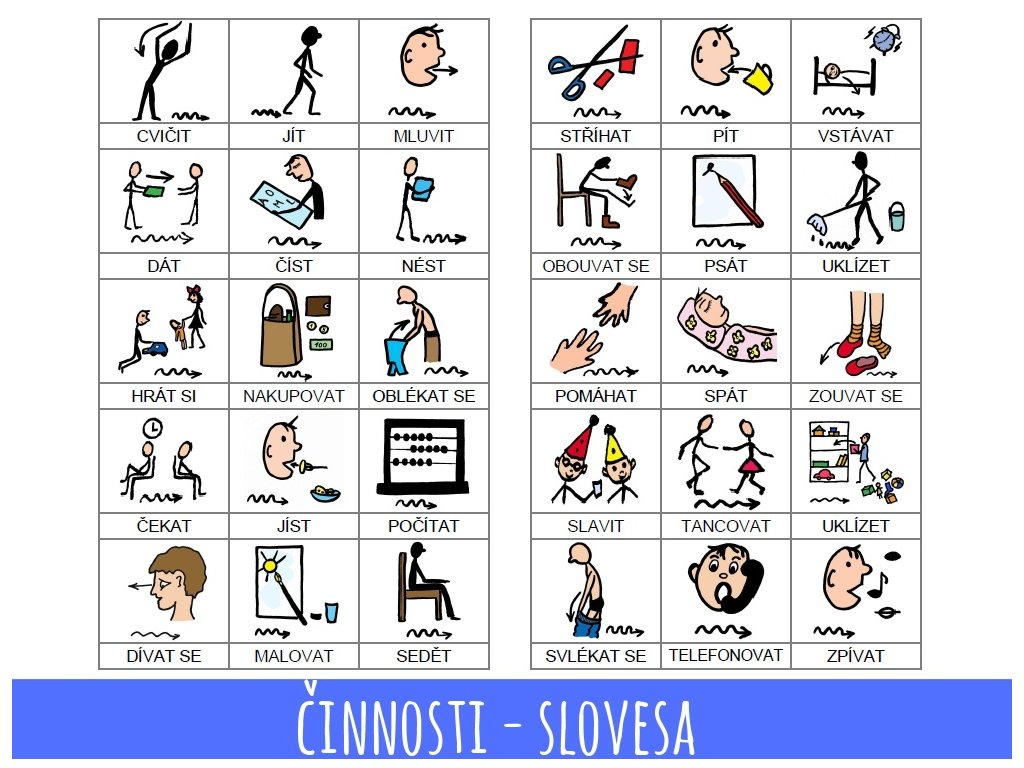 CVIČIT JÍT MLUVIT
DÁT ČÍST NÉST
HRÁT SI NAKUPOVAT OBLÉKAT SE
100
ČEKAT JÍST POČÍTAT
DÍVAT SE MALOVAT SEDĚT
STŘÍHAT PÍT VSTÁVAT
OBOUVAT SE PSÁT UKLÍZET
POMÁHAT SPÁT ZOUVAT SE
SLAVIT TANCOVAT UKLÍZET
SVLÉKAT SE TELEFONOVAT ZPÍVAT
ČINNOSTI - SLOVESA